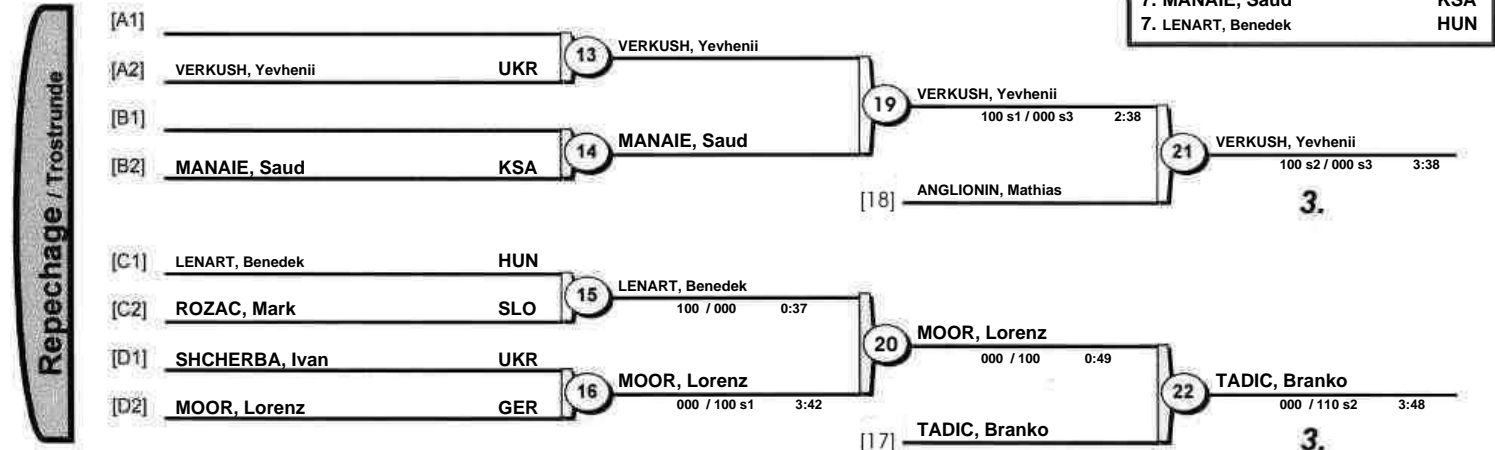 7. MANAIE, Saud KSA
7. LENART, Benedek HUN
Repechage / Trostrunde
[A1]
[A2] VERKUSH, Yevhenii UKR
13 VERKUSH, Yevhenii
[B1]
[B2] MANAIE, Saud KSA
14 MANAIE, Saud
19 VERKUSH, Yevhenii
100 s1 / 000 s3 2:38
[18] ANGLIONIN, Mathias
21 VERKUSH, Yevhenii
100 s2 / 000 s3 3:38
3.
[C1] LENART, Benedek HUN
[C2] ROZAC, Mark SLO
15 LENART, Benedek
100 / 000 0:37
[D1] SHCHERBA, Ivan UKR
[D2] MOOR, Lorenz GER
16 MOOR, Lorenz
000 / 100 s1 3:42
20 MOOR, Lorenz
000 / 100 0:49
[17] TADIC, Branko
22 TADIC, Branko
000 / 110 s2 3:48
3.